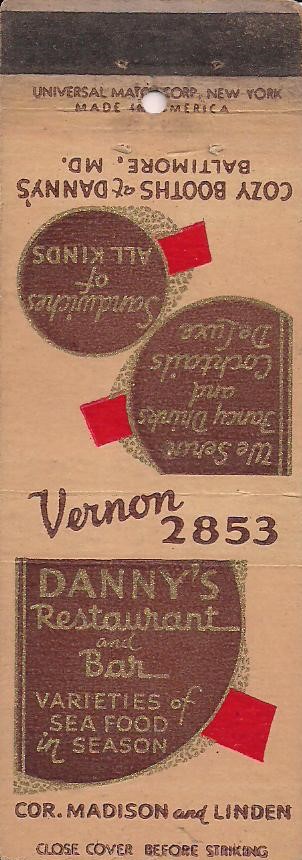 UNIVERSAL MATCH CORP., NEW YORK
MADE IN AMERICA
COZY BOOTHS at DANNY'S
BALTIMORE, MD.
Sandwiches
of
ALL KINDS
We Serve
Fancy Drinks
and
Cocktails
De Luxe
Vernon
2853
DANNY'S
Restaurant
and
Bar
VARIETIES of
SEA FOOD
in SEASON
COR. MADISON and LINDEN
CLOSE COVER BEFORE STRIKING